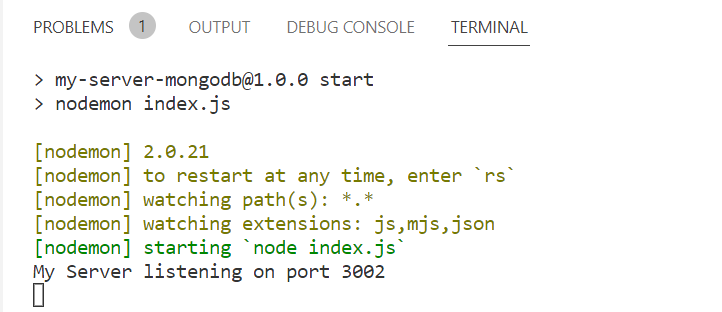 PROBLEMS 1 OUTPUT DEBUG CONSOLE TERMINAL
> my-server-mongodb@1.0.0 start
> nodemon index.js
[nodemon] 2.0.21
[nodemon] to restart at any time, enter `rs`
[nodemon] watching path(s): *.*
[nodemon] watching extensions: js,mjs,json
[nodemon] starting `node index.js`
My Server listening on port 3002